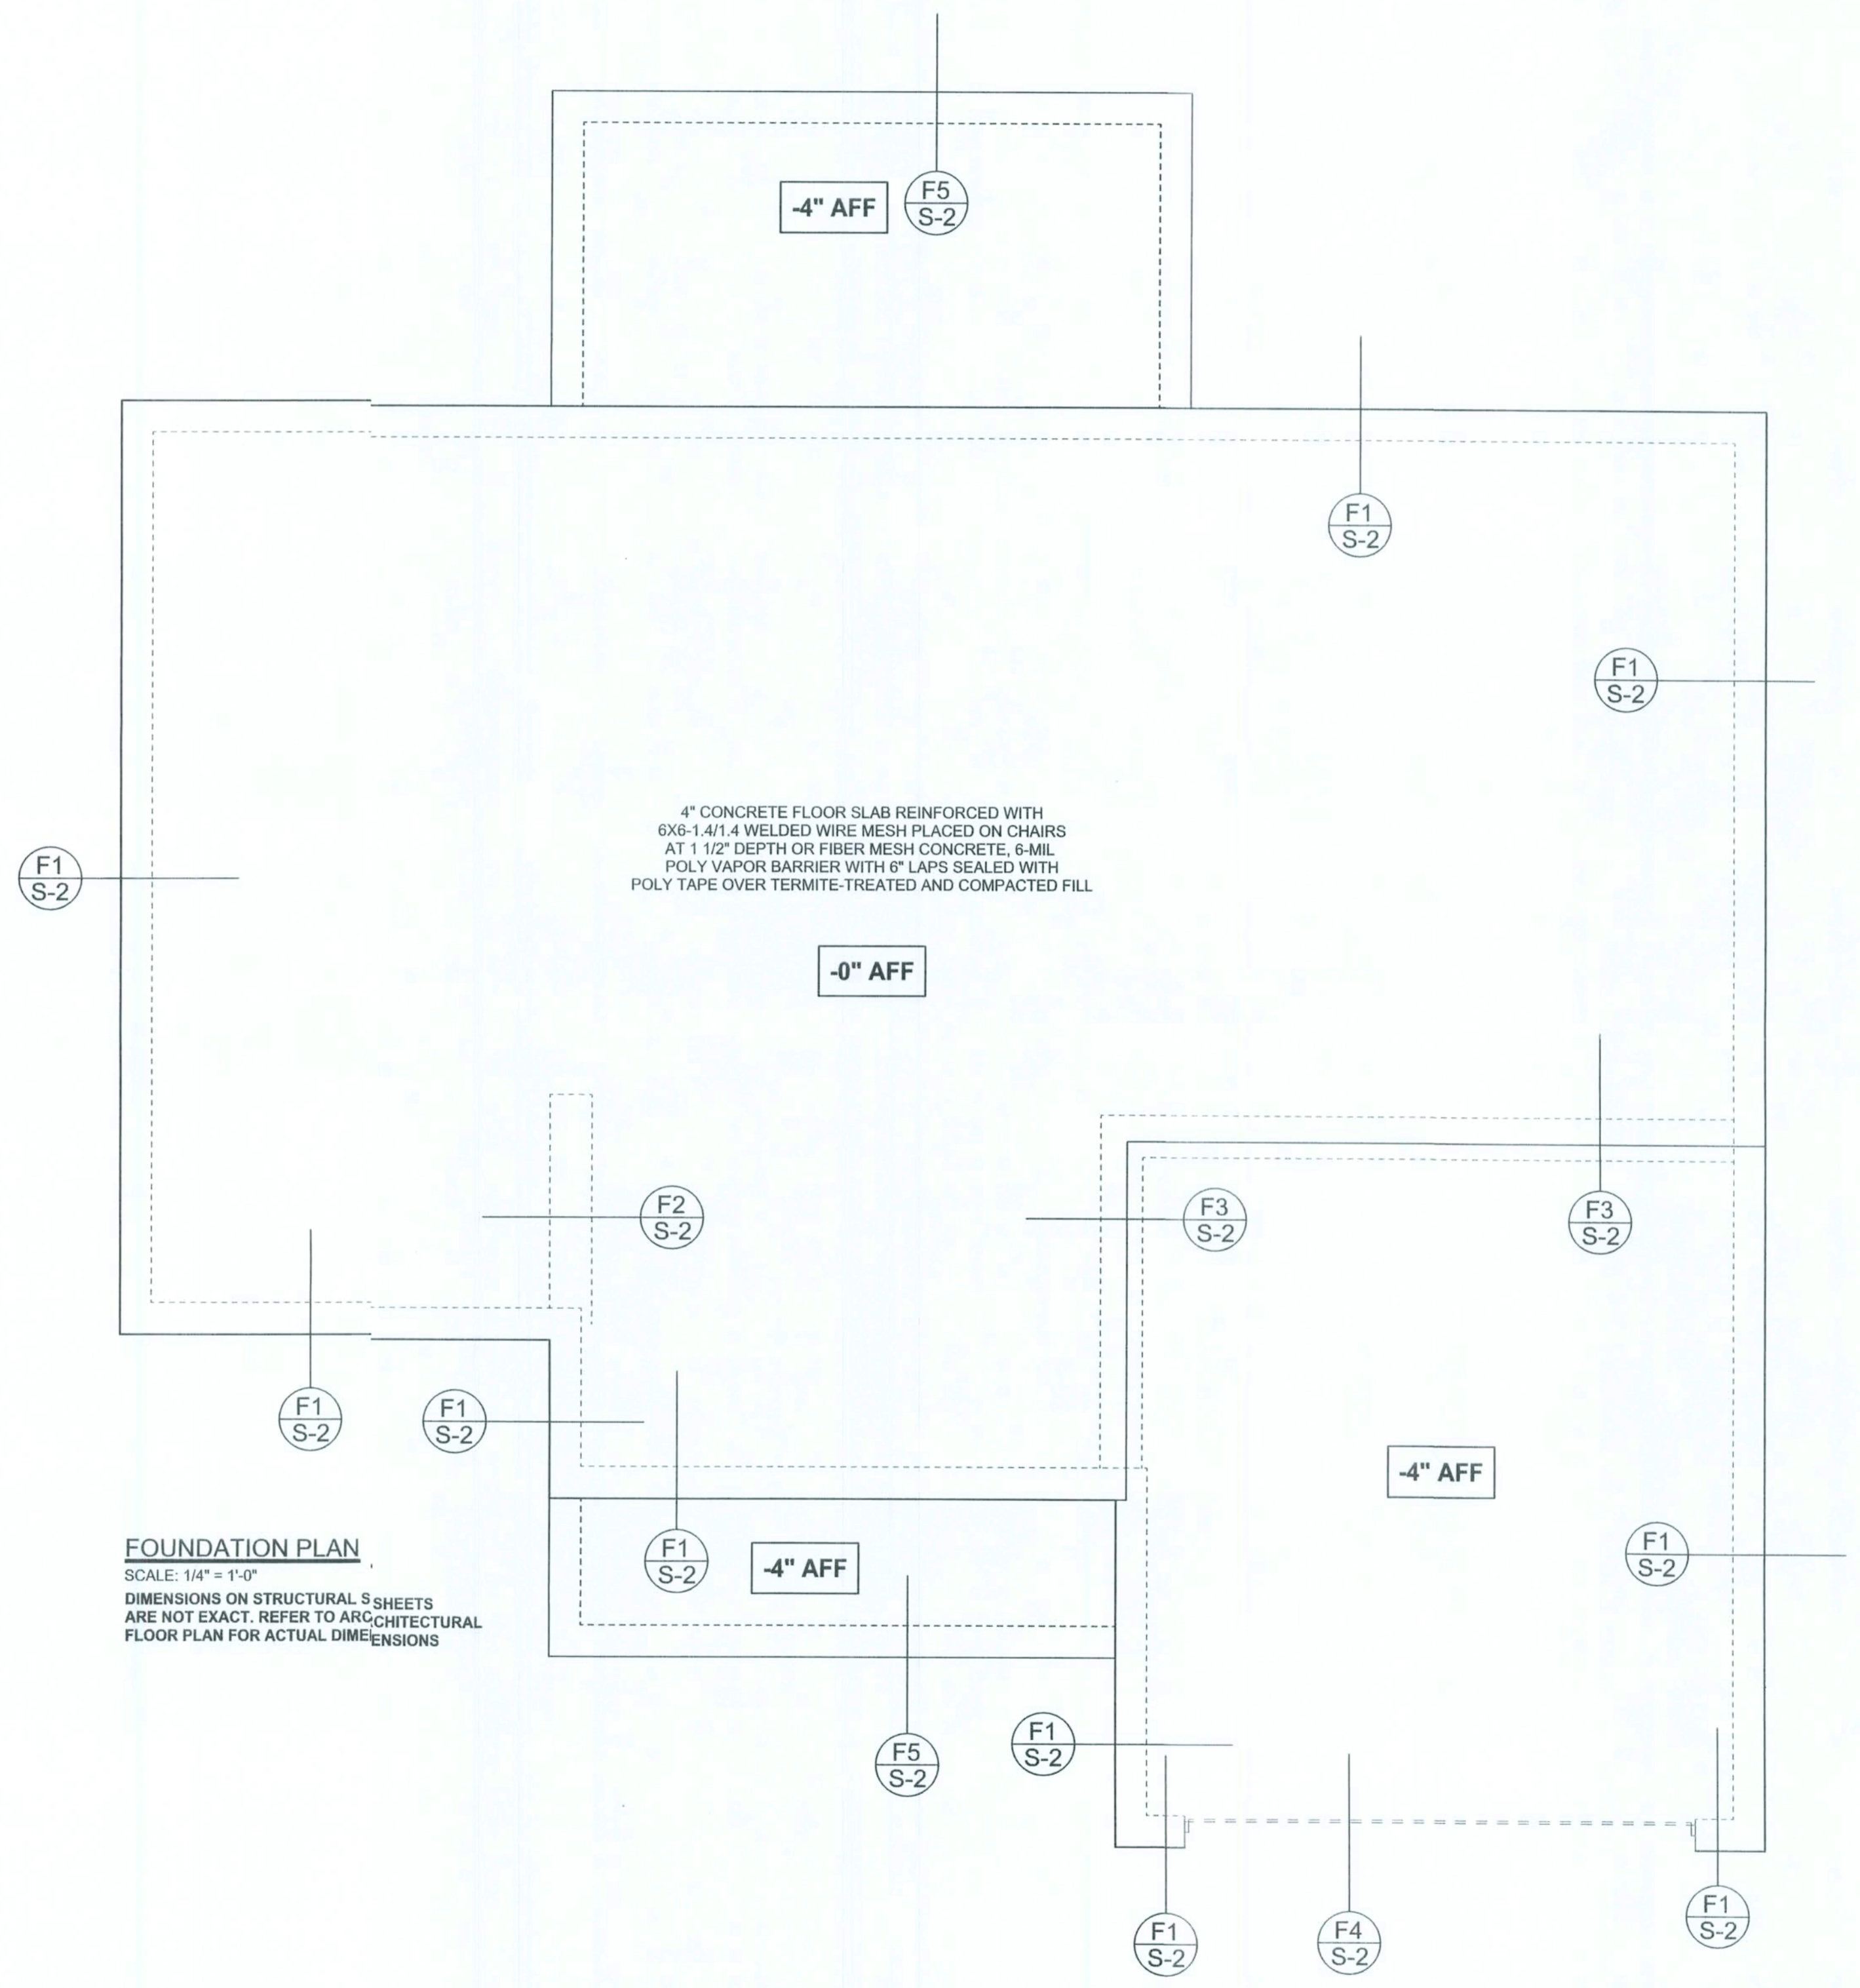 -4" AFF
F5
S-2
F1
S-2
F1
S-2
4" CONCRETE FLOOR SLAB REINFORCED WITH
6X6-1.4/1.4 WELDED WIRE MESH PLACED ON CHAIRS
AT 1 1/2" DEPTH OR FIBER MESH CONCRETE, 6-MIL
POLY VAPOR BARRIER WITH 6" LAPS SEALED WITH
POLY TAPE OVER TERMITE-TREATED AND COMPACTED FILL
F1
S-2
-0" AFF
F2
S-2
F3
S-2
F3
S-2
F1
S-2
F1
S-2
-4" AFF
F1
S-2
-4" AFF
F1
S-2
FOUNDATION PLAN
SCALE: 1/4" = 1'-0"
DIMENSIONS ON STRUCTURAL SSHEETS
ARE NOT EXACT. REFER TO ARCCHITECTURAL
FLOOR PLAN FOR ACTUAL DIMEENSIONS
F5
S-2
F1
S-2
F1
S-2
F4
S-2
F1
S-2